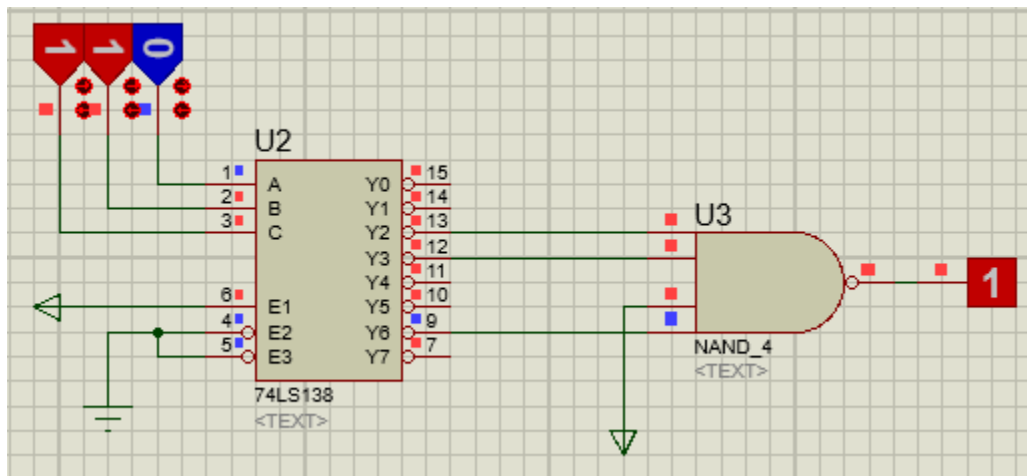 1 1 0
U2
1 A Y0 15
2 B Y1 14
3 C Y2 13
Y3 12
Y4 11
6 E1 Y5 10
4 E2 Y6 9
5 E3 Y7 7
74LS138
<TEXT>
U3
NAND_4
<TEXT>
1